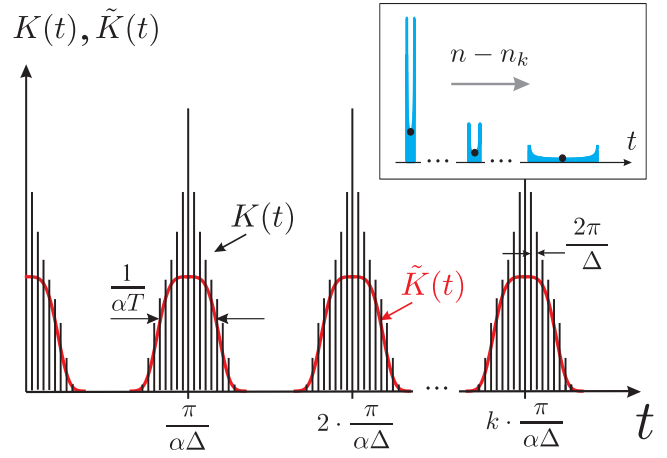 K(t), K̃(t)
n − n_k
t
... ...
K(t)
2π/Δ
1/αT
K̃(t)
...
π/αΔ
2 · π/αΔ
k · π/αΔ
t